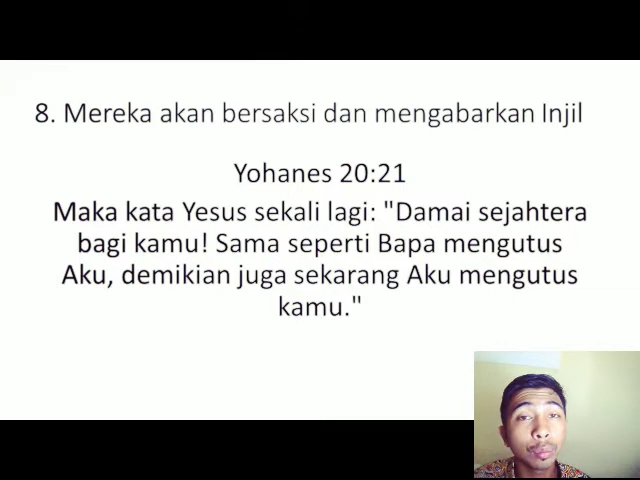 8. Mereka akan bersaksi dan mengabarkan Injil
Yohanes 20:21
Maka kata Yesus sekali lagi: "Damai sejahtera
bagi kamu! Sama seperti Bapa mengutus
Aku, demikian juga sekarang Aku mengutus
kamu."